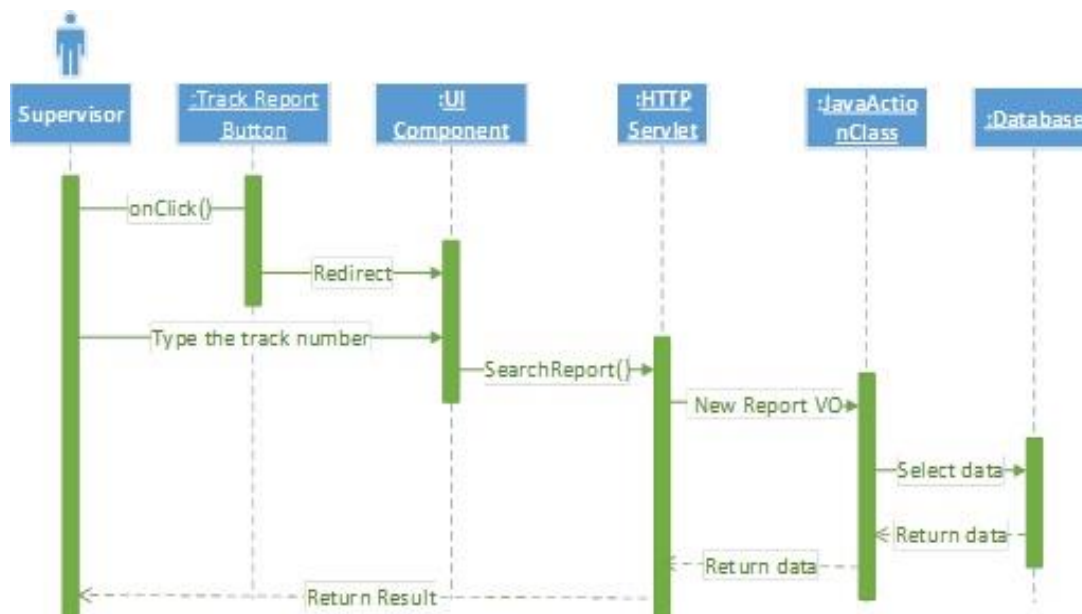 Supervisor
:Track Report
Button
:UI
Component
:HTTP
Servlet
:JavaActio
nClass
:Database
onClick()
Redirect
Type the track number
SearchReport()
New Report VO
Select data
Return data
Return data
Return Result